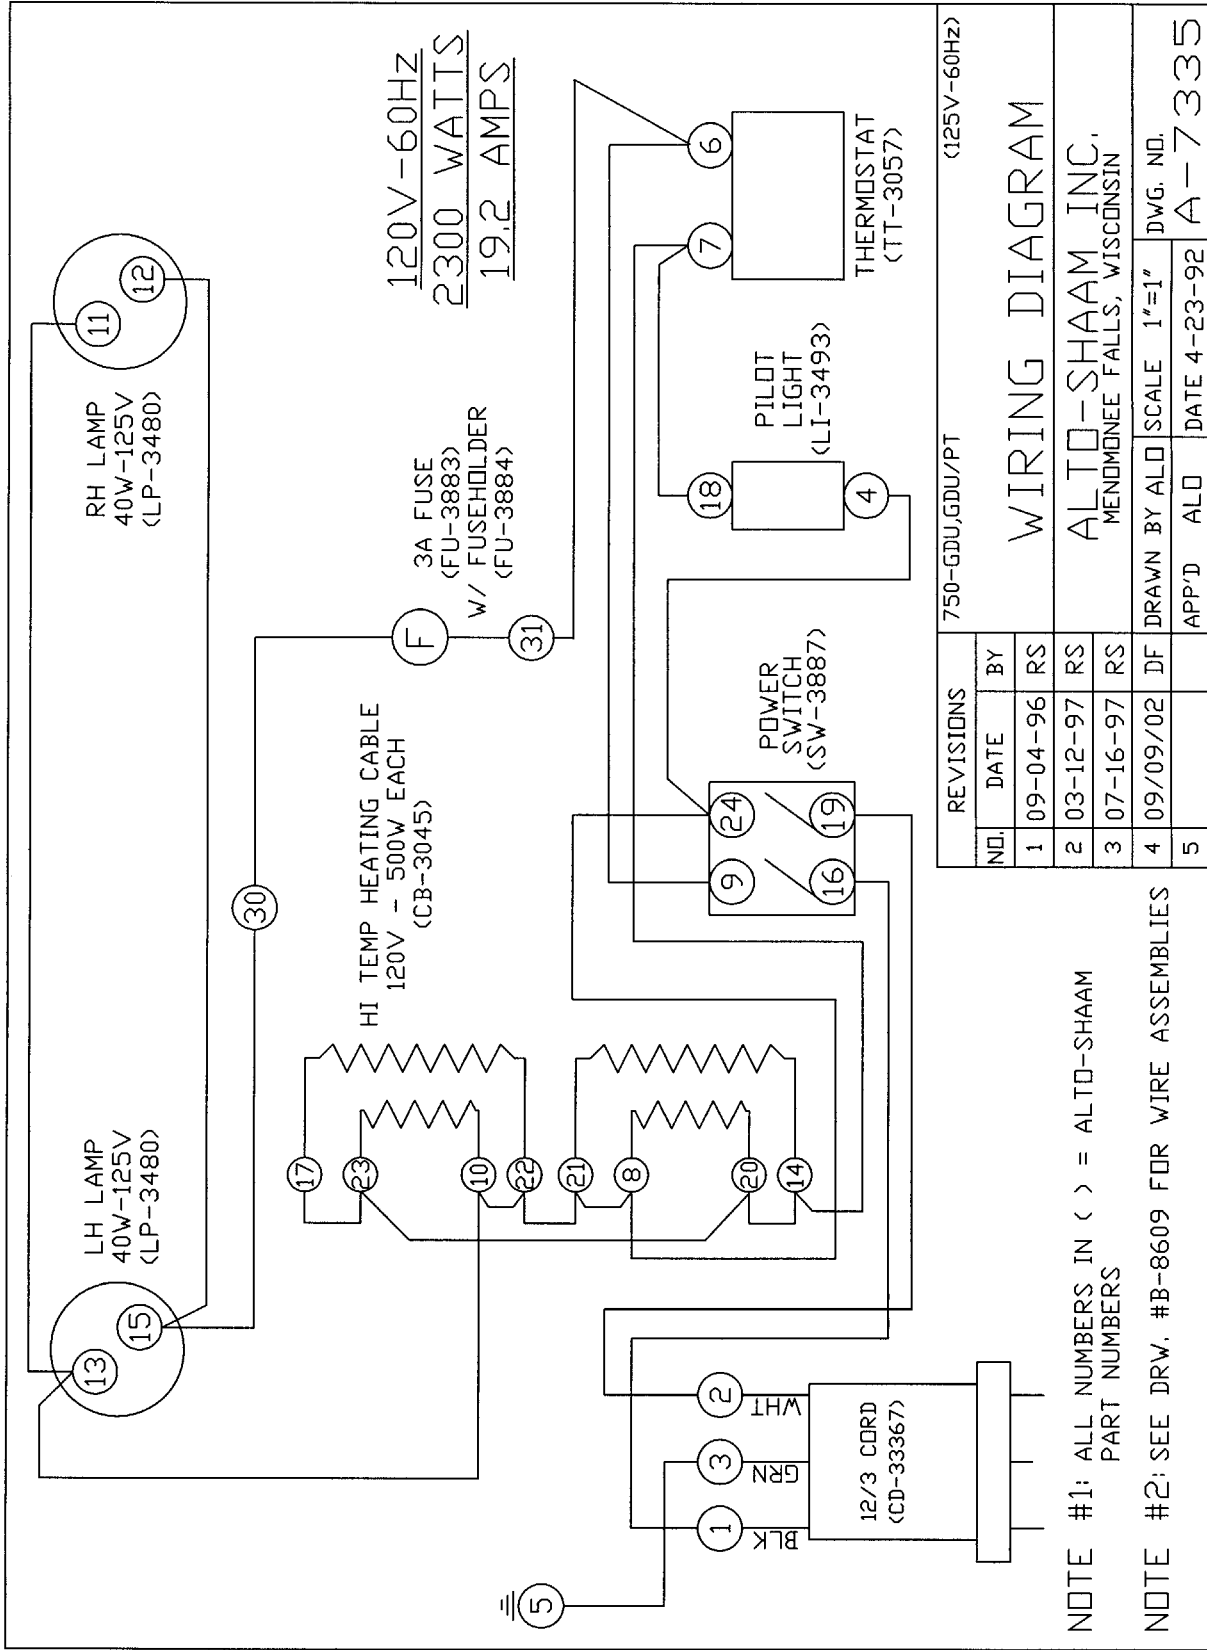 LH LAMP
40W-125V
(LP-3480)
13
15
RH LAMP
40W-125V
(LP-3480)
11
12
30
120V-60Hz
2300 WATTS
19.2 AMPS
HI TEMP HEATING CABLE
120V - 500W EACH
(CB-3045)
F
3A FUSE
(FU-3883)
W/ FUSEHOLDER
(FU-3884)
31
17
23
10
22
21
8
20
14
5
1
BLK
3
GRN
2
WHT
12/3 CORD
(CD-33367)
9
24
16
19
POWER
SWITCH
(SW-3887)
18
4
PILOT
LIGHT
(LI-3493)
7
6
THERMOSTAT
(TT-3057)
NOTE #1: ALL NUMBERS IN ( ) = ALTO-SHAAM
PART NUMBERS
NOTE #2: SEE DRW. #B-8609 FOR WIRE ASSEMBLIES
REVISIONS
NO. DATE BY
1 09-04-96 RS
2 03-12-97 RS
3 07-16-97 RS
4 09/09/02 DF
5
750-GDU,GDU/PT (125V-60Hz)
WIRING DIAGRAM
ALTO-SHAAM INC.
MENOMONEE FALLS, WISCONSIN
DRAWN BY ALO SCALE 1"=1" DWG. NO.
APP'D ALO DATE 4-23-92 A-7335